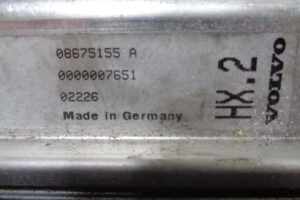 08675155 A
0000007651
02226
Made in Germany
HX.2
VOLVO